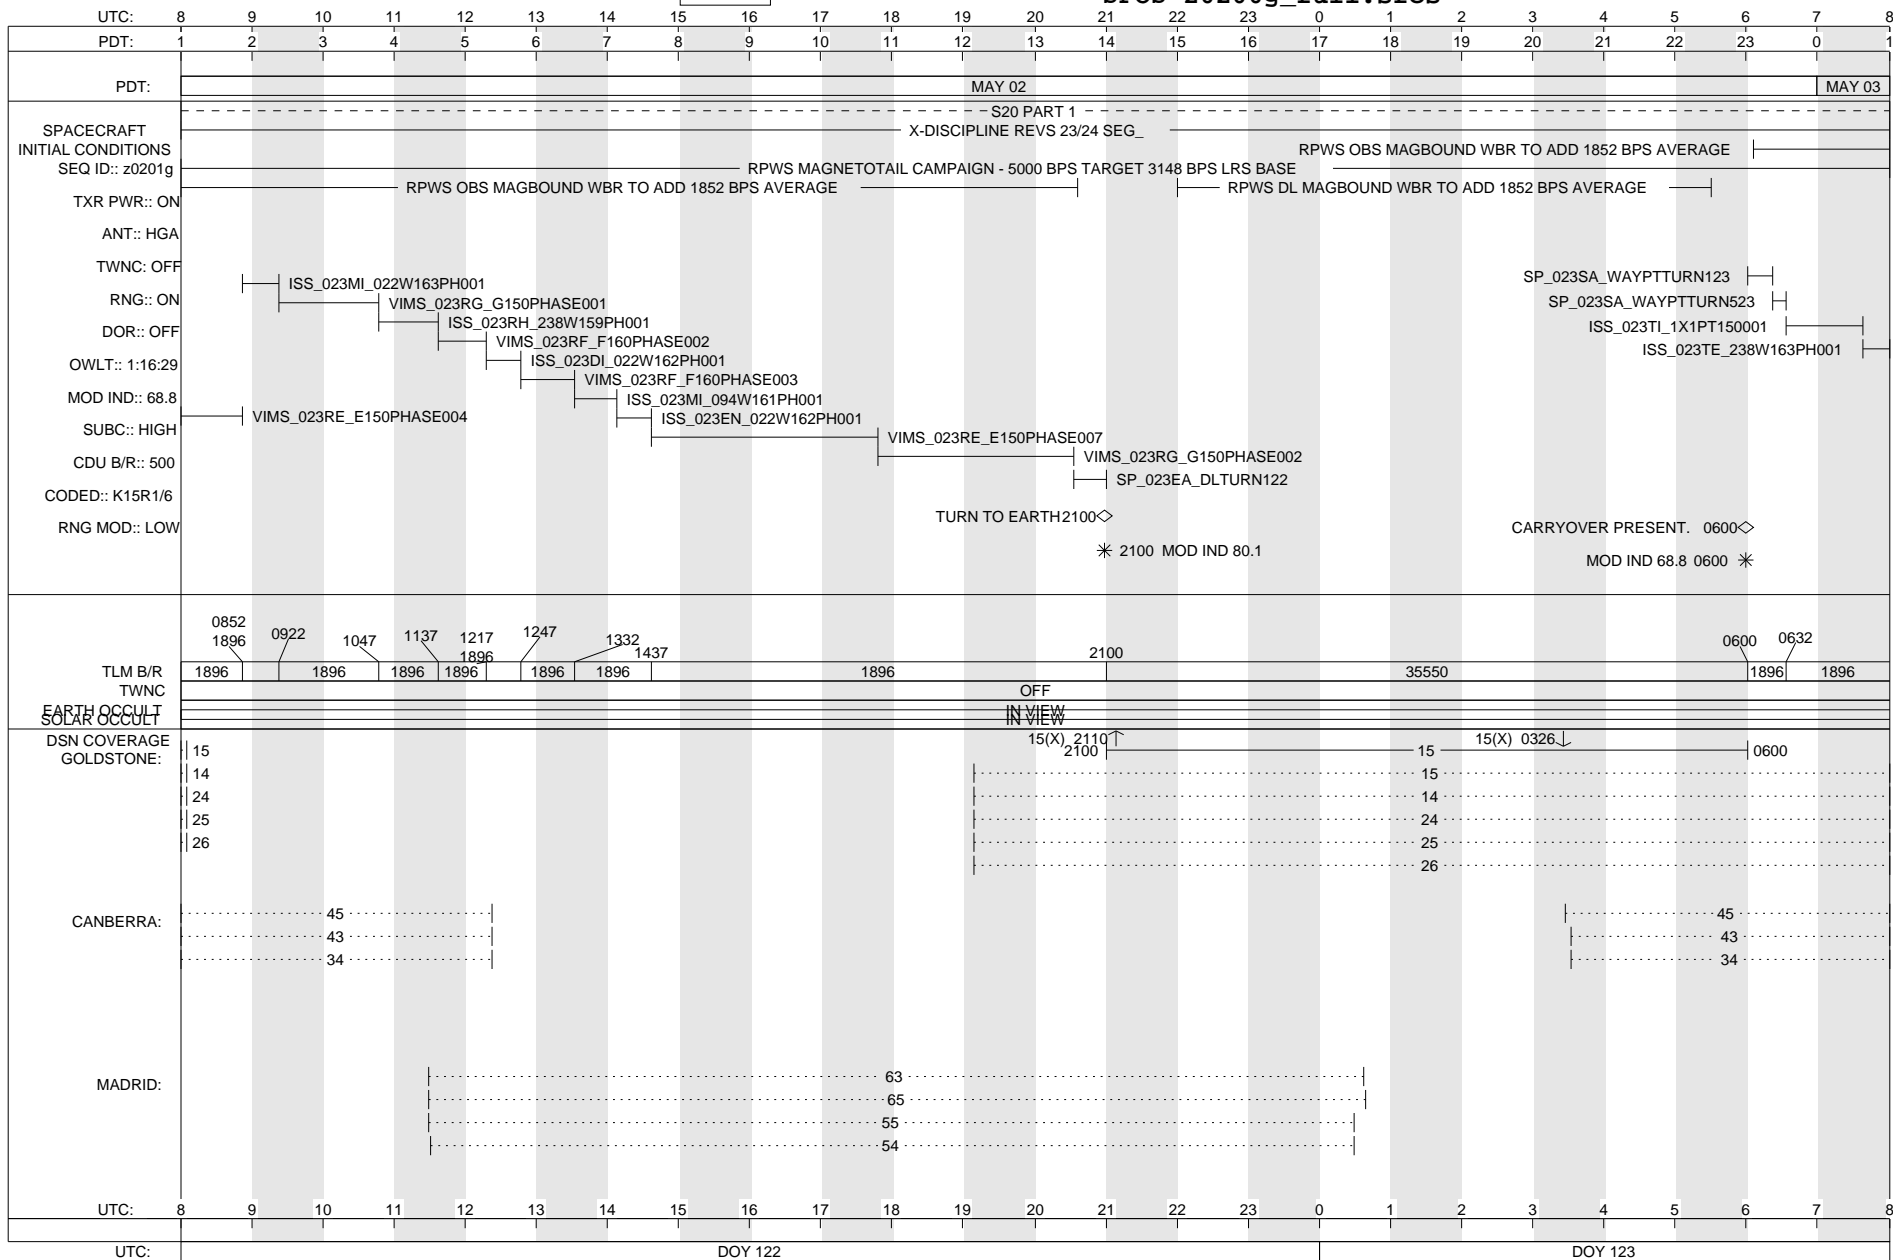 UTC: 8 9 10 11 12 13 14 15 16 17 18 19 20 21 22 23 0 1 2 3 4 5 6 7 8
PDT: 1 2 3 4 5 6 7 8 9 10 11 12 13 14 15 16 17 18 19 20 21 22 23 0 1
PDT: MAY 02 MAY 03
S20 PART 1
SPACECRAFT X-DISCIPLINE REVS 23/24 SEG_
INITIAL CONDITIONS RPWS OBS MAGBOUND WBR TO ADD 1852 BPS AVERAGE
SEQ ID:: z0201g RPWS MAGNETOTAIL CAMPAIGN - 5000 BPS TARGET 3148 BPS LRS BASE
RPWS OBS MAGBOUND WBR TO ADD 1852 BPS AVERAGE RPWS DL MAGBOUND WBR TO ADD 1852 BPS AVERAGE
TXR PWR:: ON
ANT:: HGA
TWNC: OFF
SP_023SA_WAYPTTURN123
ISS_023MI_022W163PH001
RNG:: ON VIMS_023RG_G150PHASE001 SP_023SA_WAYPTTURN523
ISS_023RH_238W159PH001 ISS_023TI_1X1PT150001
DOR:: OFF
VIMS_023RF_F160PHASE002
ISS_023TE_238W163PH001
ISS_023DI_022W162PH001
OWLT:: 1:16:29
VIMS_023RF_F160PHASE003
MOD IND:: 68.8 ISS_023MI_094W161PH001
VIMS_023RE_E150PHASE004 ISS_023EN_022W162PH001
SUBC:: HIGH
VIMS_023RE_E150PHASE007
CDU B/R:: 500 VIMS_023RG_G150PHASE002
SP_023EA_DLTURN122
CODED:: K15R1/6
TURN TO EARTH2100
RNG MOD:: LOW CARRYOVER PRESENT. 0600
2100 MOD IND 80.1
MOD IND 68.8 0600
0852
1896 0922 1047 1137 1217 1247 1332 0600 0632
1896 1437 2100
TLM B/R 1896 1896 1896 1896 1896 1896 1896 35550 1896 1896
TWNC OFF
EARTH OCCULT IN VIEW
SOLAR OCCULT IN VIEW
DSN COVERAGE 15(X) 2110 15(X) 0326
GOLDSTONE: 15 2100 15 0600
14 15
24 14
25 24
26 25
26
CANBERRA: 45 45
43 43
34 34
MADRID: 63
65
55
54
UTC: 8 9 10 11 12 13 14 15 16 17 18 19 20 21 22 23 0 1 2 3 4 5 6 7 8
UTC: DOY 122 DOY 123